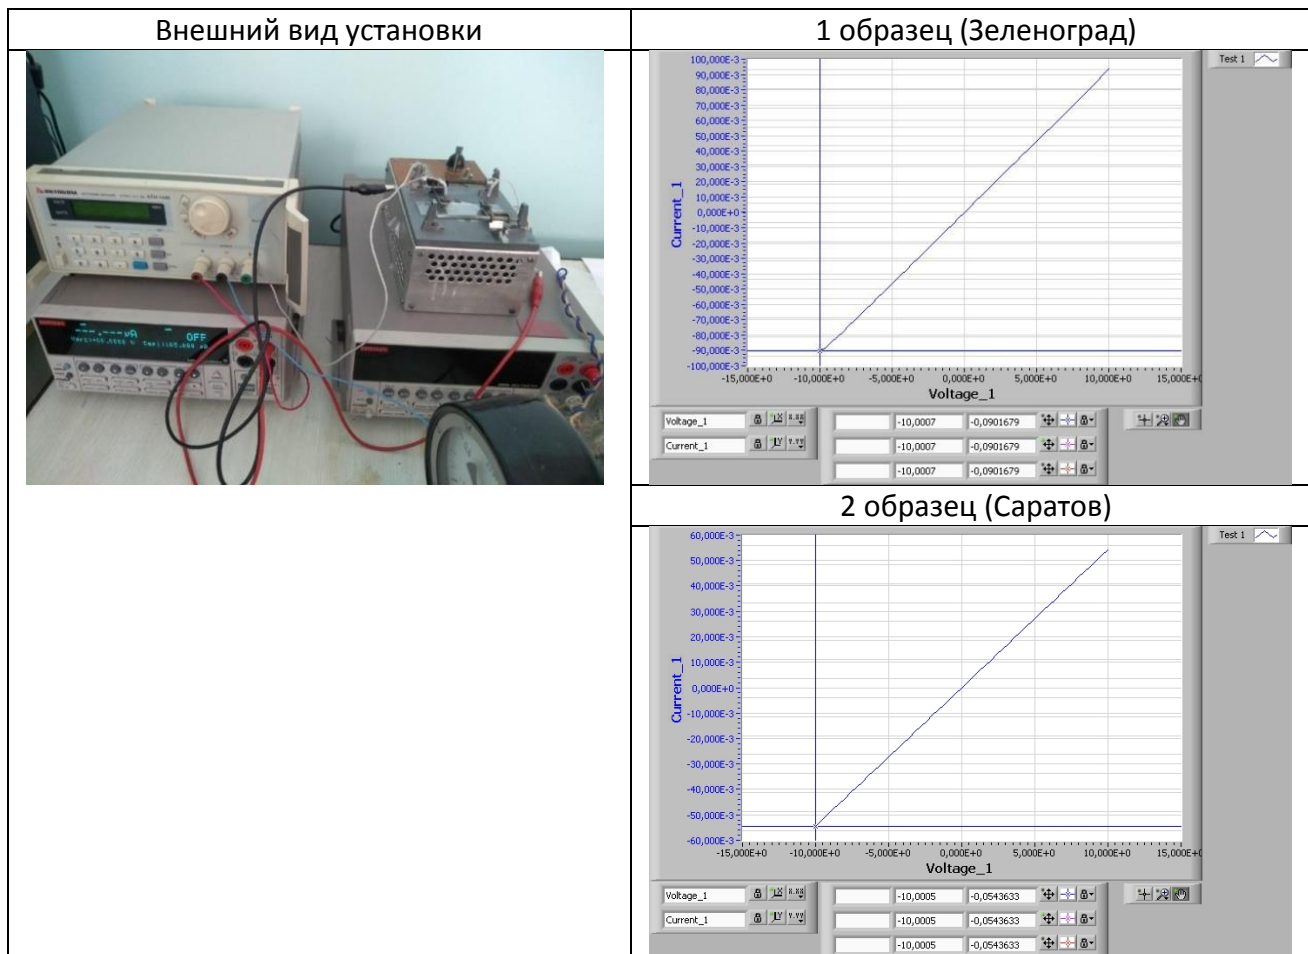 Внешний вид установки
1 образец (Зеленоград)
Test 1
100,000E-3
90,000E-3
80,000E-3
70,000E-3
60,000E-3
50,000E-3
40,000E-3
30,000E-3
20,000E-3
10,000E-3
0,000E+0
-10,000E-3
-20,000E-3
-30,000E-3
-40,000E-3
-50,000E-3
-60,000E-3
-70,000E-3
-80,000E-3
-90,000E-3
-100,000E-3
Current_1
-15,000E+0 -10,000E+0 -5,000E+0 0,000E+0 5,000E+0 10,000E+0 15,000E+0
Voltage_1
Voltage_1 -10,0007 -0,0901679
Current_1 -10,0007 -0,0901679
-10,0007 -0,0901679
OFF
2 образец (Саратов)
Test 1
60,000E-3
50,000E-3
40,000E-3
30,000E-3
20,000E-3
10,000E-3
0,000E+0
-10,000E-3
-20,000E-3
-30,000E-3
-40,000E-3
-50,000E-3
-60,000E-3
Current_1
-15,000E+0 -10,000E+0 -5,000E+0 0,000E+0 5,000E+0 10,000E+0 15,000E+0
Voltage_1
Voltage_1 -10,0005 -0,0543633
Current_1 -10,0005 -0,0543633
-10,0005 -0,0543633